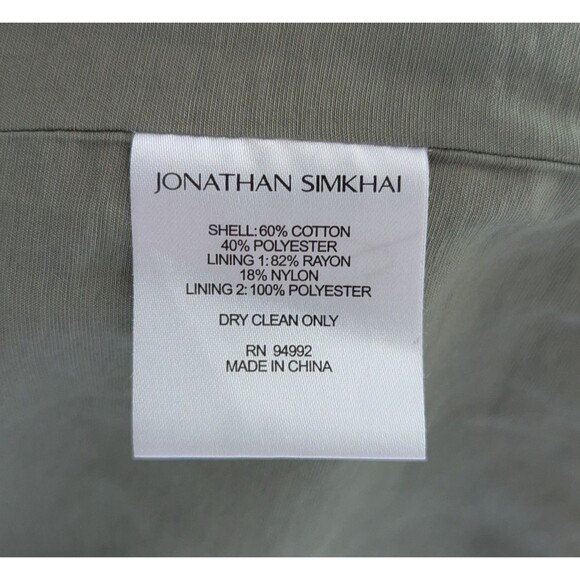 JONATHAN SIMKHAI
SHELL: 60% COTTON
40% POLYESTER
LINING 1: 82% RAYON
18% NYLON
LINING 2: 100% POLYESTER
DRY CLEAN ONLY
RN 94992
MADE IN CHINA